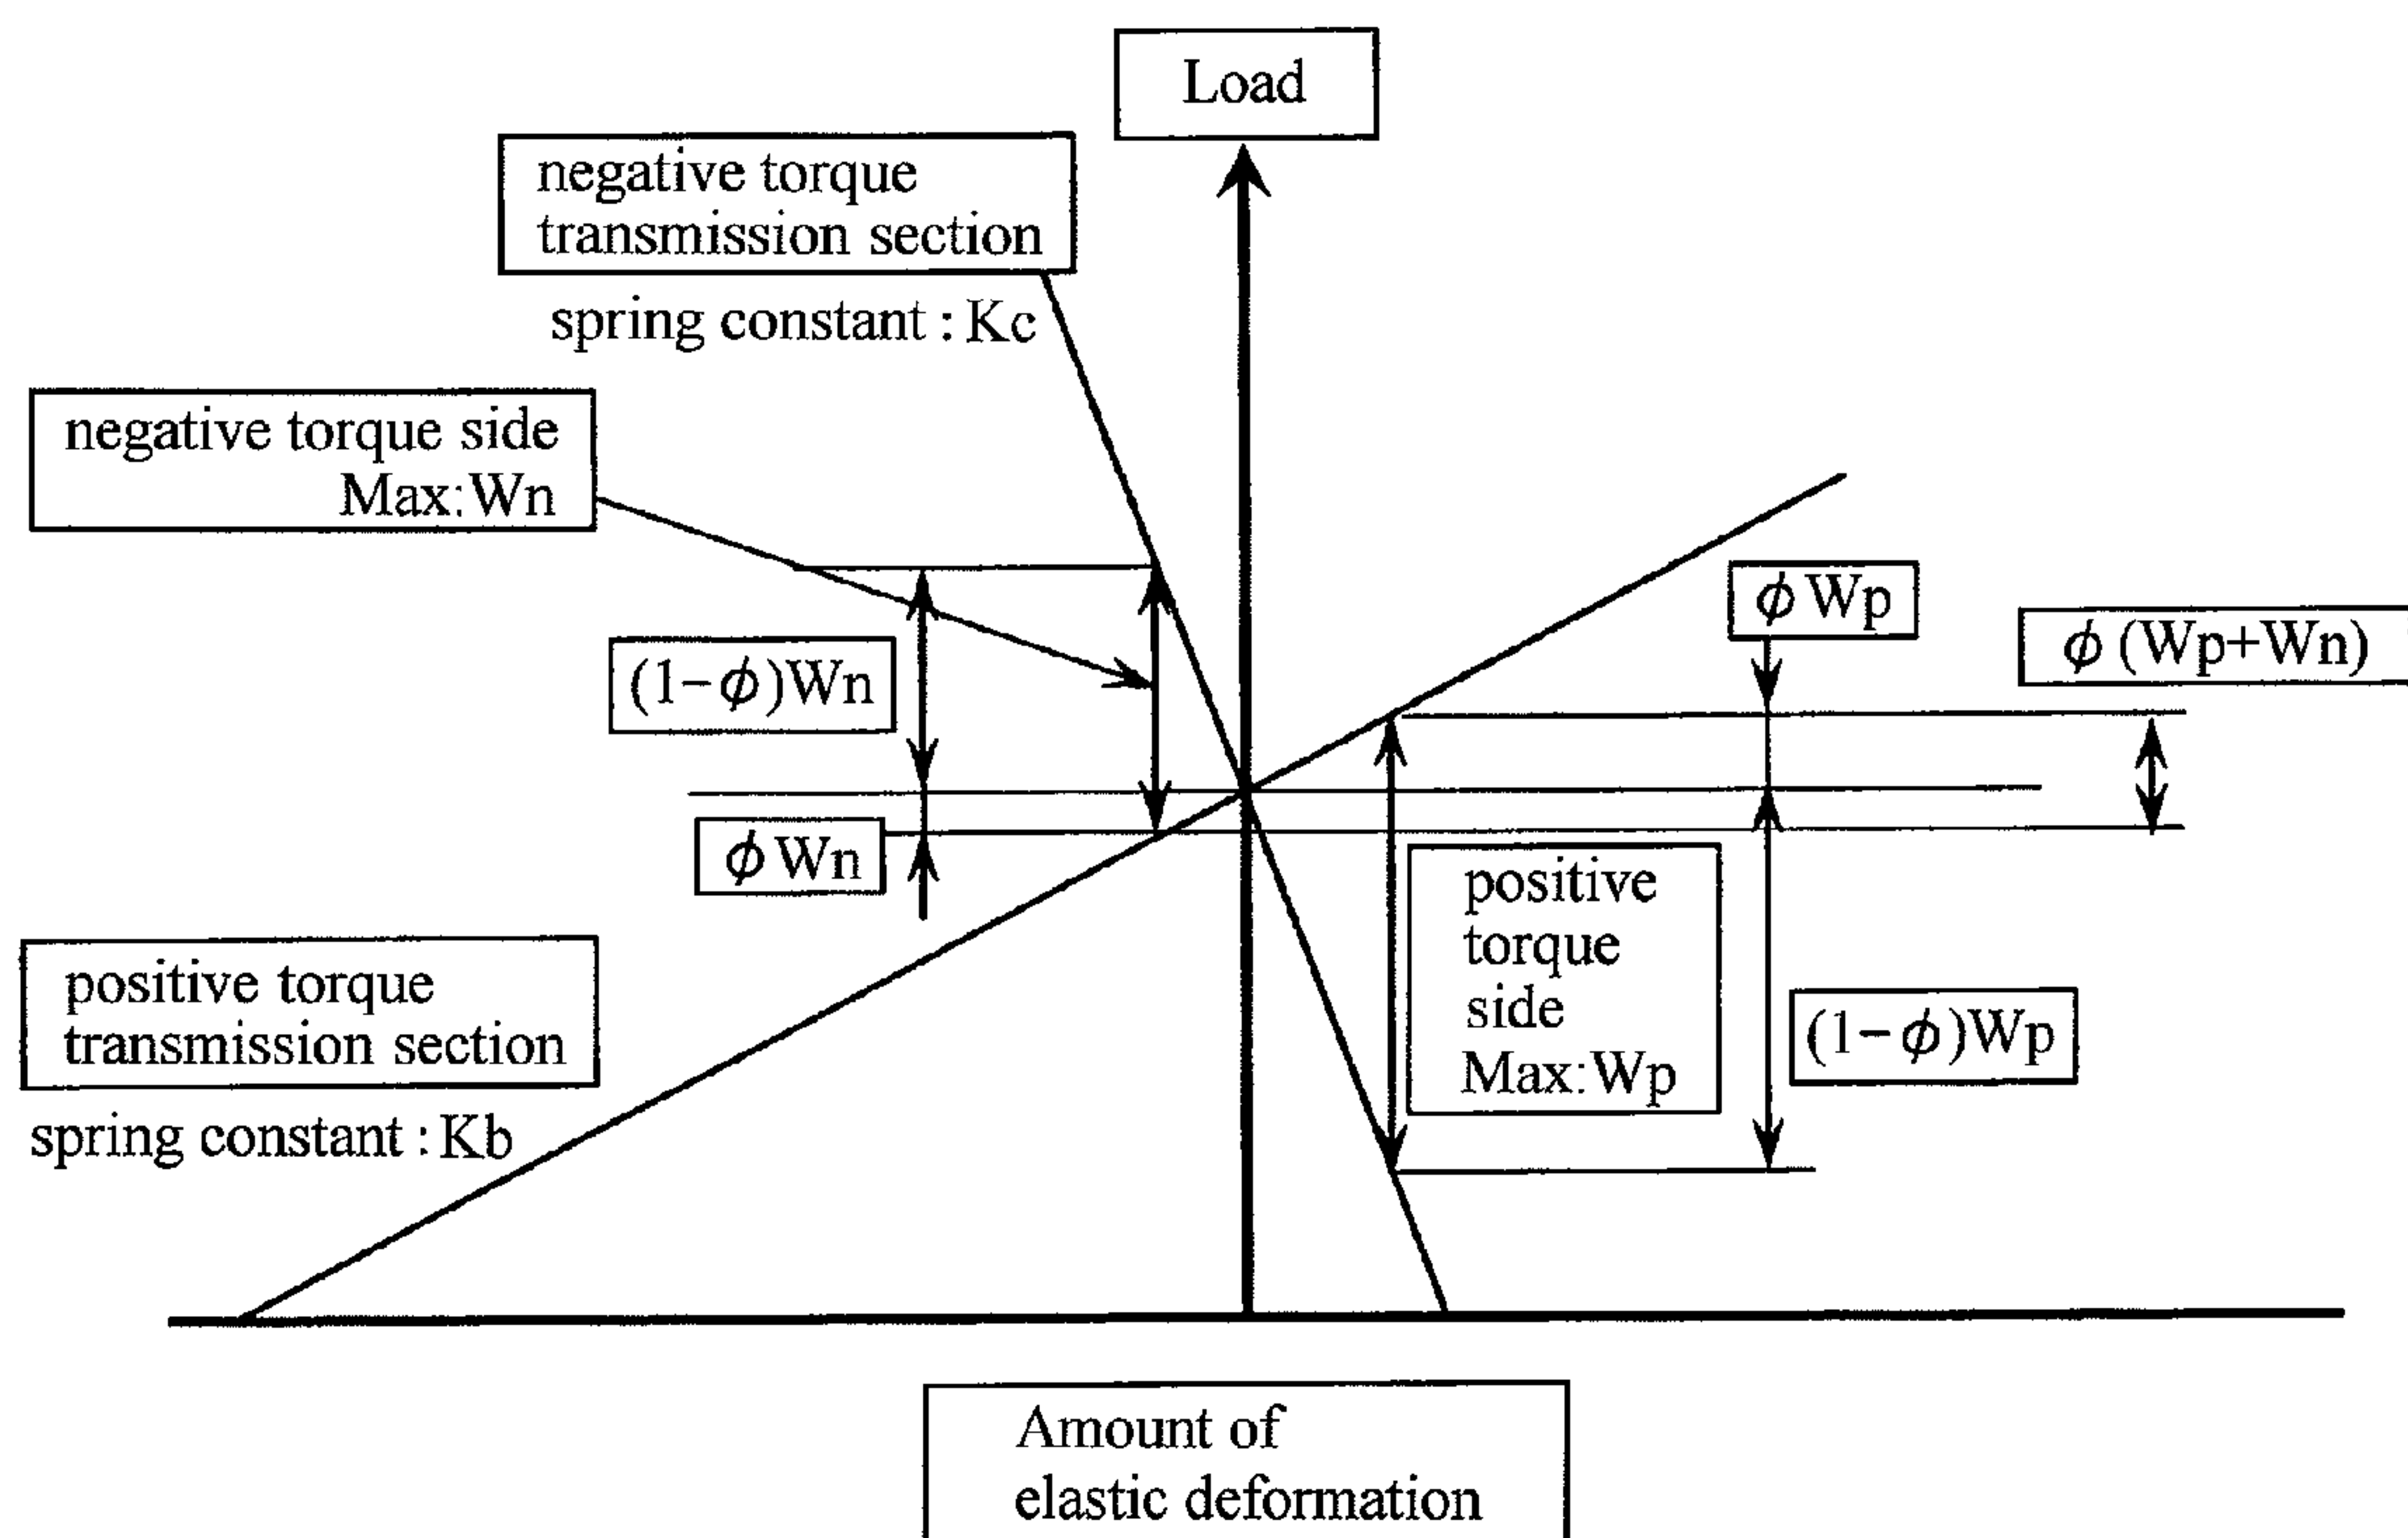 Load
negative torque
transmission section
spring constant : Kc
negative torque side
Max:Wn
(1-ϕ)Wn
ϕWn
ϕWp
ϕ(Wp+Wn)
positive
torque
side
Max:Wp
(1-ϕ)Wp
positive torque
transmission section
spring constant : Kb
Amount of
elastic deformation